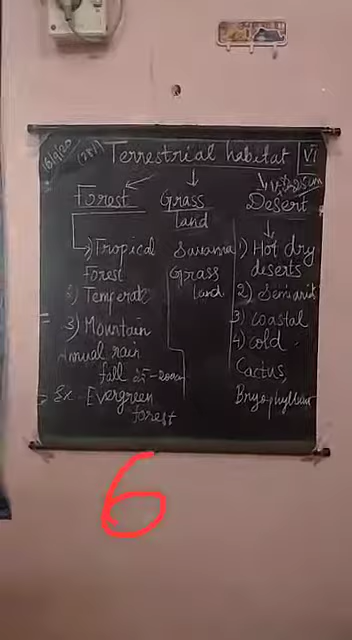 16/9/20
Terrestrial habitat
VI
Forest
Grass
land
Desert
1) Tropical
Forest
2) Temperate
3) Mountain
Annual rain
fall 25-200cm
Ex - Evergreen
forest
Savanna
Grass
land
1) Hot dry
deserts
2) Semiarid
3) coastal
4) cold.
Cactus,
Bryophyllum
6